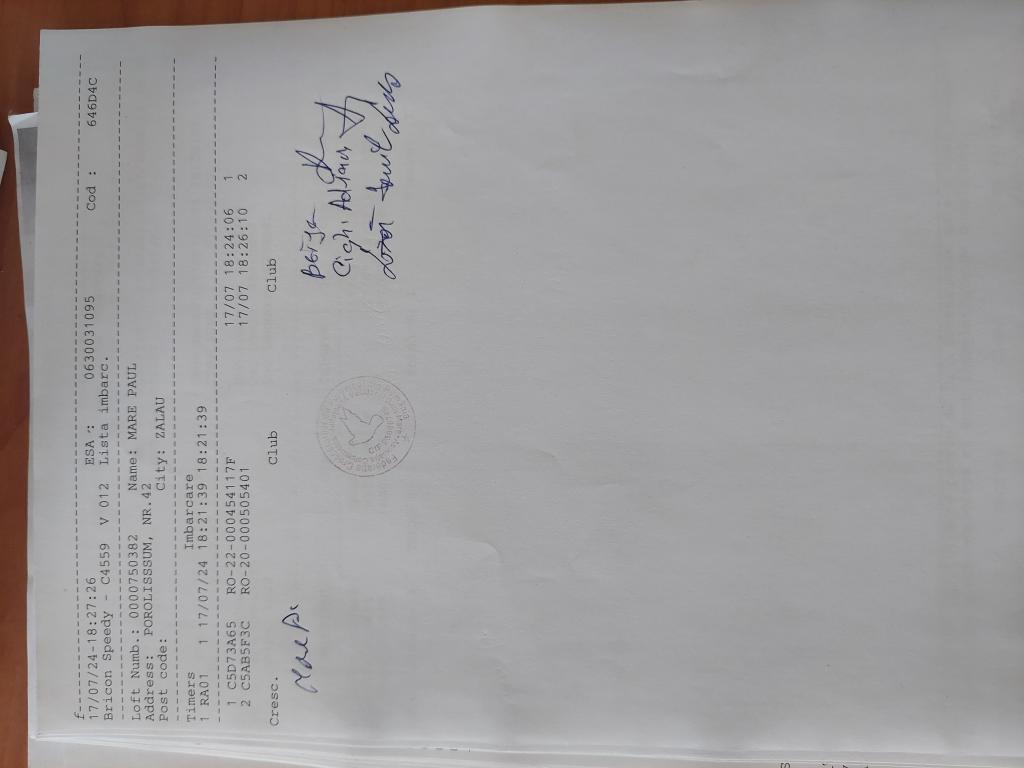 f-----------------------------------------------------------------
17/07/24-18:27:26 ESA : 0630031095 Cod : 646D4C
Bricon Speedy - C4559 V 012 Lista imbarc.
-----------------------------------------------------------------
Loft Numb.: 0000750382 Name: MARE PAUL
Address: POROLISSSUM, NR.42
Post code: City: ZALAU
-----------------------------------------------------------------
Timers Imbarcare
1 RA01 1 17/07/24 18:21:39 18:21:39
-----------------------------------------------------------------
1 C5D73A65 RO-22-000454117F 17/07 18:24:06 1
2 C5AB5F3C RO-20-000505401 17/07 18:26:10 2
Cresc. Club Club